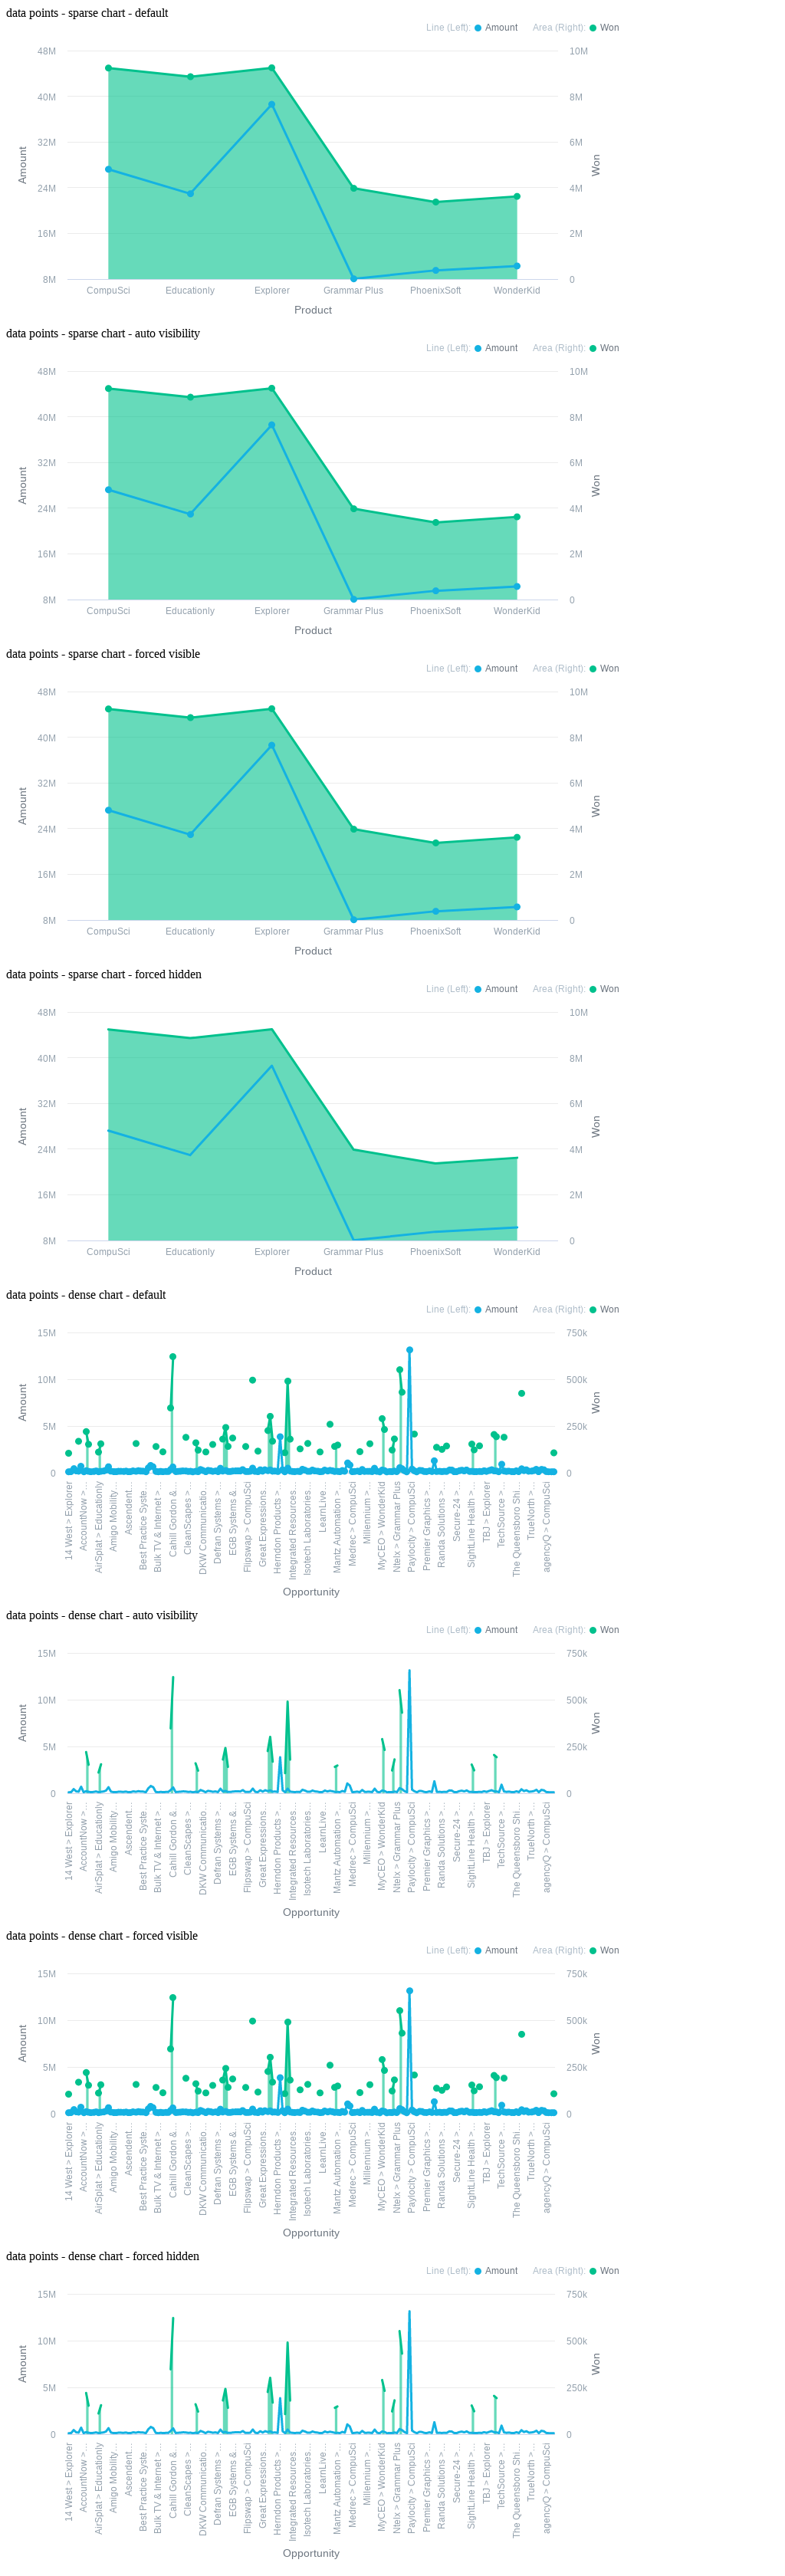 data points - sparse chart - default
Line (Left): Amount Area (Right): Won
48M 10M
40M 8M
32M 6M
Amount Won
24M 4M
16M 2M
8M 0
CompuSci Educationly Explorer Grammar Plus PhoenixSoft WonderKid
Product
data points - sparse chart - auto visibility
Line (Left): Amount Area (Right): Won
48M 10M
40M 8M
32M 6M
Amount Won
24M 4M
16M 2M
8M 0
CompuSci Educationly Explorer Grammar Plus PhoenixSoft WonderKid
Product
data points - sparse chart - forced visible
Line (Left): Amount Area (Right): Won
48M 10M
40M 8M
32M 6M
Amount Won
24M 4M
16M 2M
8M 0
CompuSci Educationly Explorer Grammar Plus PhoenixSoft WonderKid
Product
data points - sparse chart - forced hidden
Line (Left): Amount Area (Right): Won
48M 10M
40M 8M
32M 6M
Amount Won
24M 4M
16M 2M
8M 0
CompuSci Educationly Explorer Grammar Plus PhoenixSoft WonderKid
Product
data points - dense chart - default
Line (Left): Amount Area (Right): Won
15M 750k
10M 500k
Amount Won
5M 250k
0 0
14 West > Explorer
AccountNow >...
AirSplat > Educationly
Amigo Mobility...
Ascendent...
Best Practice Syste...
Bulk TV & Internet >...
Cahill Gordon &...
CleanScapes >...
DKW Communicatio...
Defran Systems >...
EGB Systems &...
Flipswap > CompuSci
Great Expressions...
Herndon Products >...
Integrated Resources...
Isotech Laboratories...
LearnLive...
Mantz Automation >...
Medrec > CompuSci
Millennium >...
MyCEO > WonderKid
Ntelx > Grammar Plus
Paylocity > CompuSci
Premier Graphics >...
Randa Solutions >...
Secure-24 >...
SightLine Health >...
TBJ > Explorer
TechSource >...
The Queensboro Shi...
TrueNorth >...
agencyQ > CompuSci
Opportunity
data points - dense chart - auto visibility
Line (Left): Amount Area (Right): Won
15M 750k
10M 500k
Amount Won
5M 250k
0 0
14 West > Explorer
AccountNow >...
AirSplat > Educationly
Amigo Mobility...
Ascendent...
Best Practice Syste...
Bulk TV & Internet >...
Cahill Gordon &...
CleanScapes >...
DKW Communicatio...
Defran Systems >...
EGB Systems &...
Flipswap > CompuSci
Great Expressions...
Herndon Products >...
Integrated Resources...
Isotech Laboratories...
LearnLive...
Mantz Automation >...
Medrec > CompuSci
Millennium >...
MyCEO > WonderKid
Ntelx > Grammar Plus
Paylocity > CompuSci
Premier Graphics >...
Randa Solutions >...
Secure-24 >...
SightLine Health >...
TBJ > Explorer
TechSource >...
The Queensboro Shi...
TrueNorth >...
agencyQ > CompuSci
Opportunity
data points - dense chart - forced visible
Line (Left): Amount Area (Right): Won
15M 750k
10M 500k
Amount Won
5M 250k
0 0
14 West > Explorer
AccountNow >...
AirSplat > Educationly
Amigo Mobility...
Ascendent...
Best Practice Syste...
Bulk TV & Internet >...
Cahill Gordon &...
CleanScapes >...
DKW Communicatio...
Defran Systems >...
EGB Systems &...
Flipswap > CompuSci
Great Expressions...
Herndon Products >...
Integrated Resources...
Isotech Laboratories...
LearnLive...
Mantz Automation >...
Medrec > CompuSci
Millennium >...
MyCEO > WonderKid
Ntelx > Grammar Plus
Paylocity > CompuSci
Premier Graphics >...
Randa Solutions >...
Secure-24 >...
SightLine Health >...
TBJ > Explorer
TechSource >...
The Queensboro Shi...
TrueNorth >...
agencyQ > CompuSci
Opportunity
data points - dense chart - forced hidden
Line (Left): Amount Area (Right): Won
15M 750k
10M 500k
Amount Won
5M 250k
0 0
14 West > Explorer
AccountNow >...
AirSplat > Educationly
Amigo Mobility...
Ascendent...
Best Practice Syste...
Bulk TV & Internet >...
Cahill Gordon &...
CleanScapes >...
DKW Communicatio...
Defran Systems >...
EGB Systems &...
Flipswap > CompuSci
Great Expressions...
Herndon Products >...
Integrated Resources...
Isotech Laboratories...
LearnLive...
Mantz Automation >...
Medrec > CompuSci
Millennium >...
MyCEO > WonderKid
Ntelx > Grammar Plus
Paylocity > CompuSci
Premier Graphics >...
Randa Solutions >...
Secure-24 >...
SightLine Health >...
TBJ > Explorer
TechSource >...
The Queensboro Shi...
TrueNorth >...
agencyQ > CompuSci
Opportunity